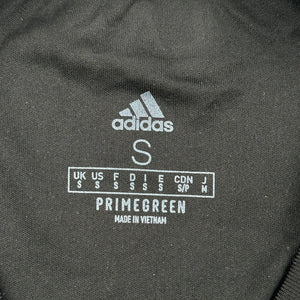 adidas
S
UK US F D I E CDN J
S S S S S S S/P M
PRIMEGREEN
MADE IN VIETNAM